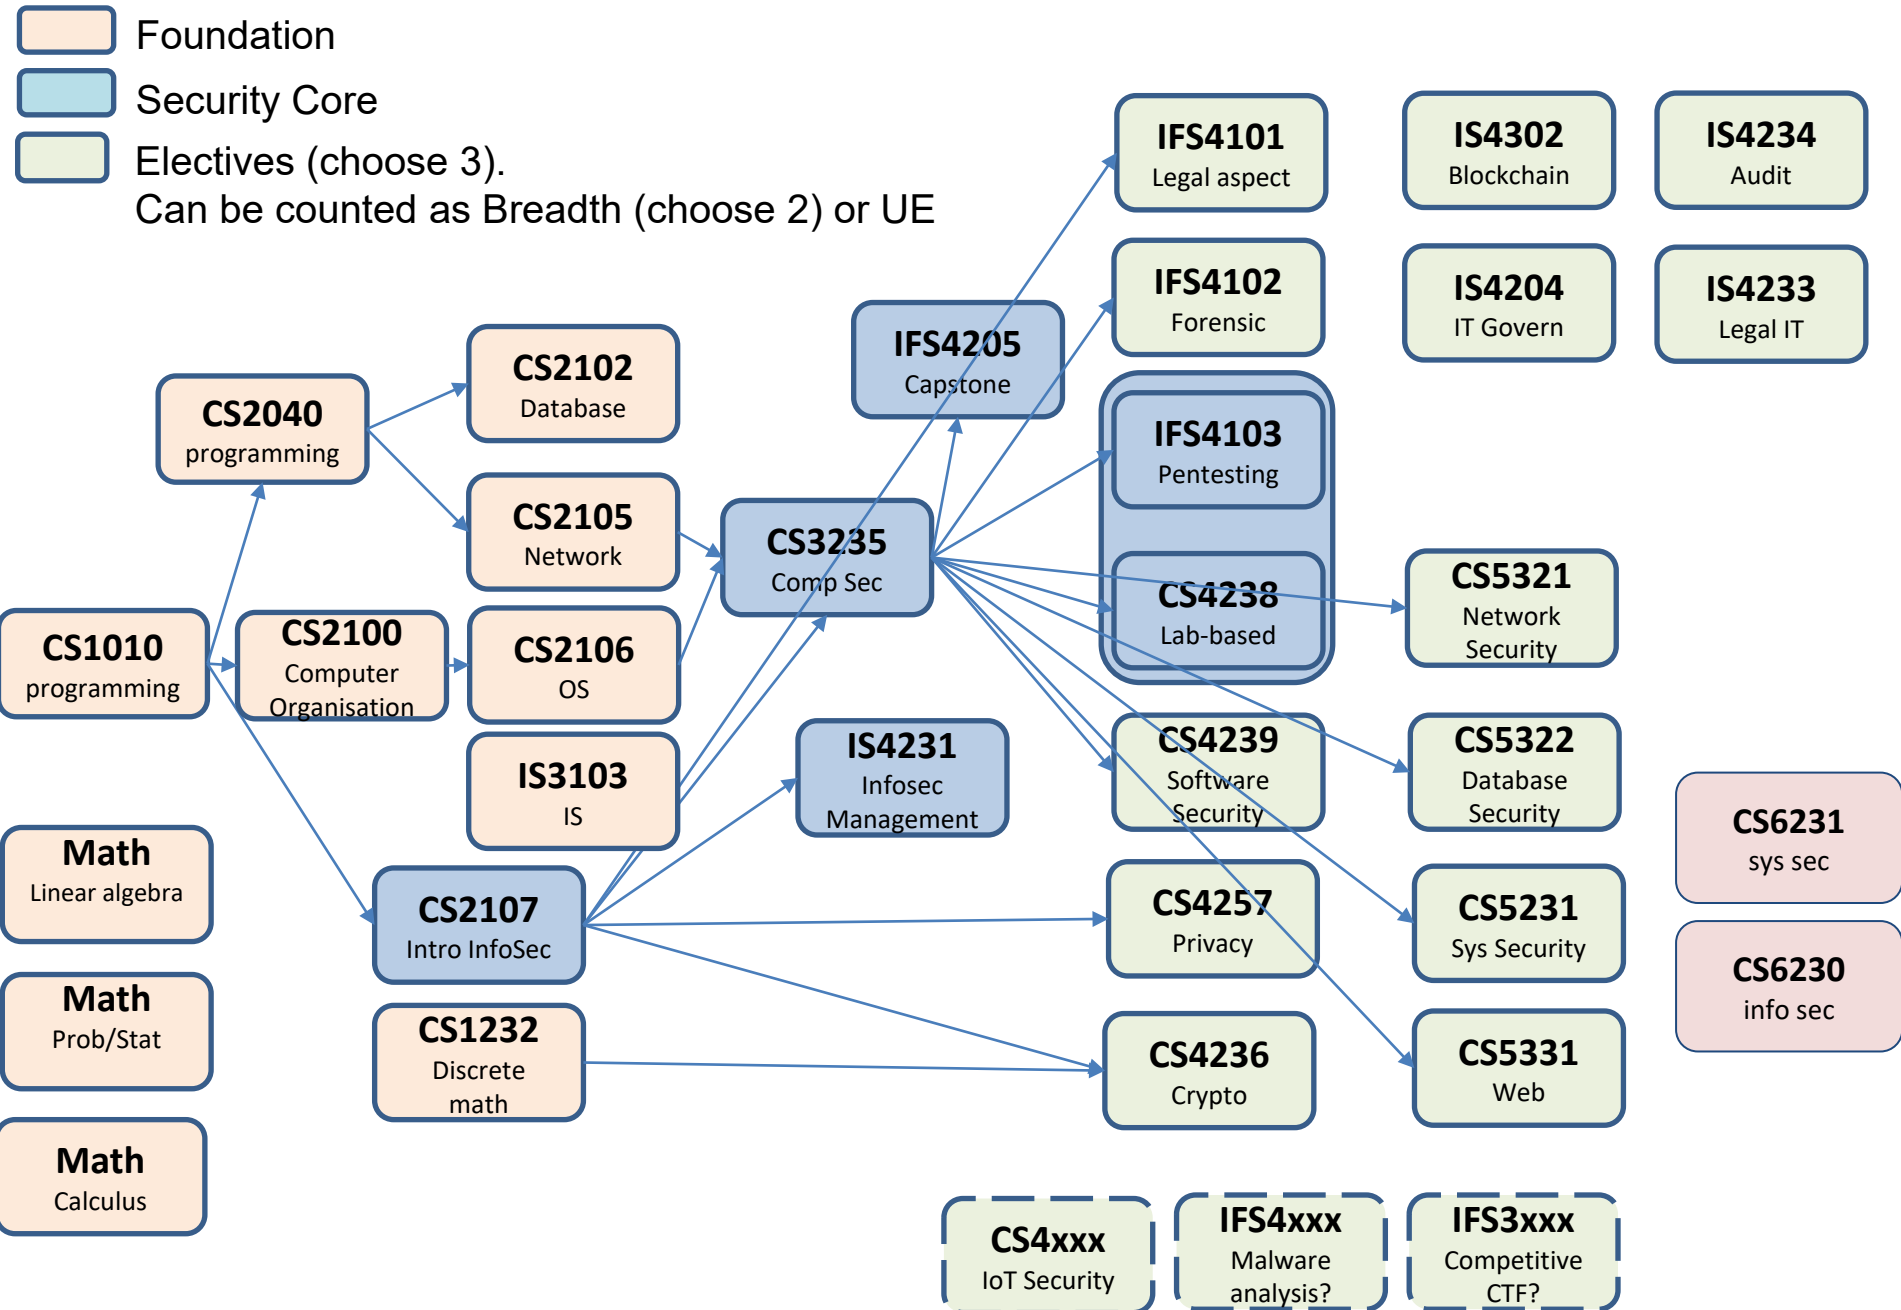 Foundation
Security Core
Electives (choose 3).
Can be counted as Breadth (choose 2) or UE
IFS4101
Legal aspect
IS4302
Blockchain
IS4234
Audit
IFS4102
Forensic
IS4204
IT Govern
IS4233
Legal IT
IFS4205
Capstone
CS2102
Database
CS2040
programming
IFS4103
Pentesting
CS2105
Network
CS3235
Comp Sec
CS4238
Lab-based
CS5321
Network
Security
CS1010
programming
CS2100
Computer
Organisation
CS2106
OS
IS3103
IS
IS4231
Infosec
Management
CS4239
Software
Security
CS5322
Database
Security
CS6231
sys sec
Math
Linear algebra
CS2107
Intro InfoSec
CS4257
Privacy
CS5231
Sys Security
CS6230
info sec
Math
Prob/Stat
CS1232
Discrete
math
CS4236
Crypto
CS5331
Web
Math
Calculus
CS4xxx
IoT Security
IFS4xxx
Malware
analysis?
IFS3xxx
Competitive
CTF?